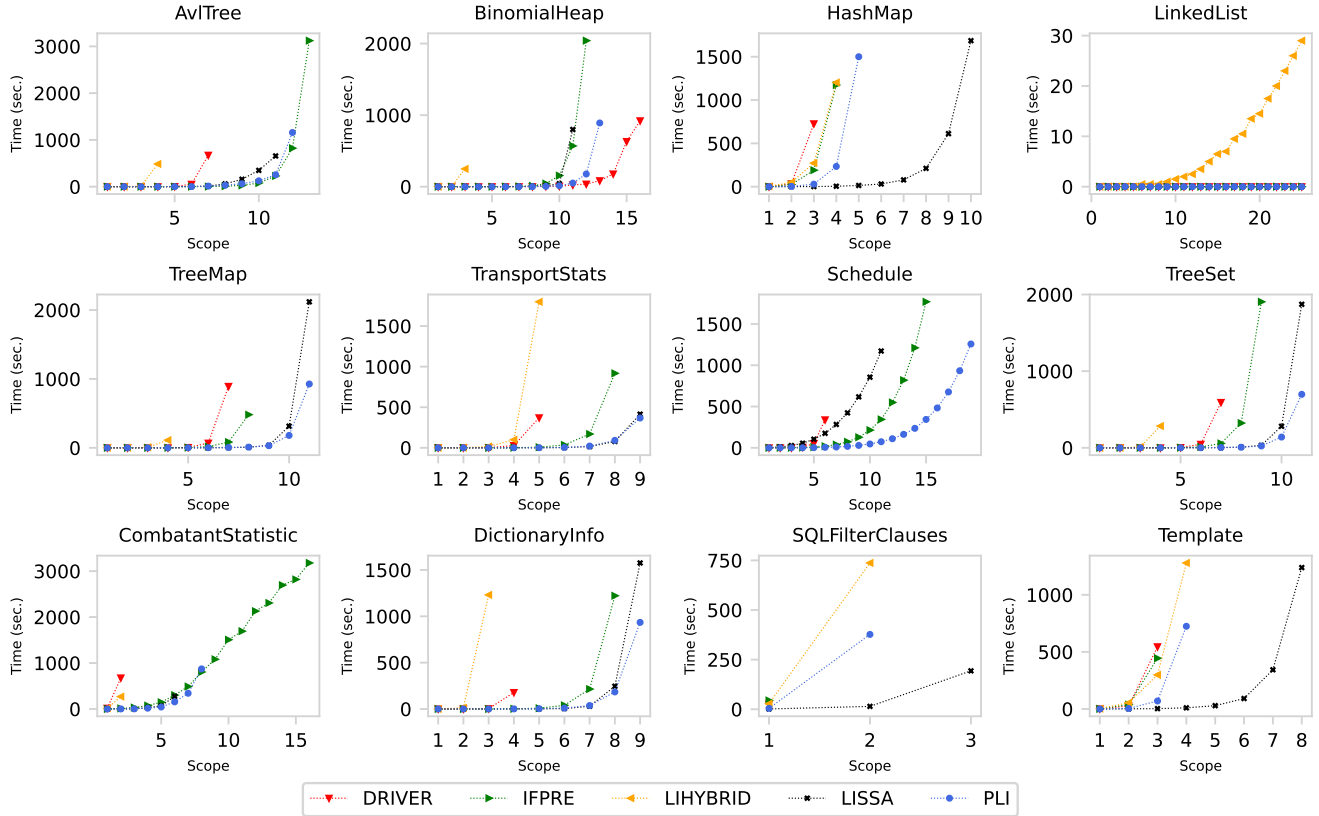 AvlTree
BinomialHeap
HashMap
LinkedList
Time (sec.)
3000
2000
1000
0
5
10
Scope
Time (sec.)
2000
1000
0
5
10
15
Scope
Time (sec.)
1500
1000
500
0
1 2 3 4 5 6 7 8 9 10
Scope
Time (sec.)
30
20
10
0
1
10
20
Scope
TreeMap
TransportStats
Schedule
TreeSet
Time (sec.)
2000
1000
0
5
10
Scope
Time (sec.)
1500
1000
500
0
1 2 3 4 5 6 7 8 9
Scope
Time (sec.)
1500
1000
500
0
5
10
15
Scope
Time (sec.)
2000
1000
0
5
10
Scope
CombatantStatistic
DictionaryInfo
SQLFilterClauses
Template
Time (sec.)
3000
2000
1000
0
5
10
15
Scope
Time (sec.)
1500
1000
500
0
1 2 3 4 5 6 7 8 9
Scope
Time (sec.)
750
500
250
0
1 2 3
Scope
Time (sec.)
1000
500
0
1 2 3 4 5 6 7 8
Scope
DRIVER IFPRE LIHYBRID LISSA PLI